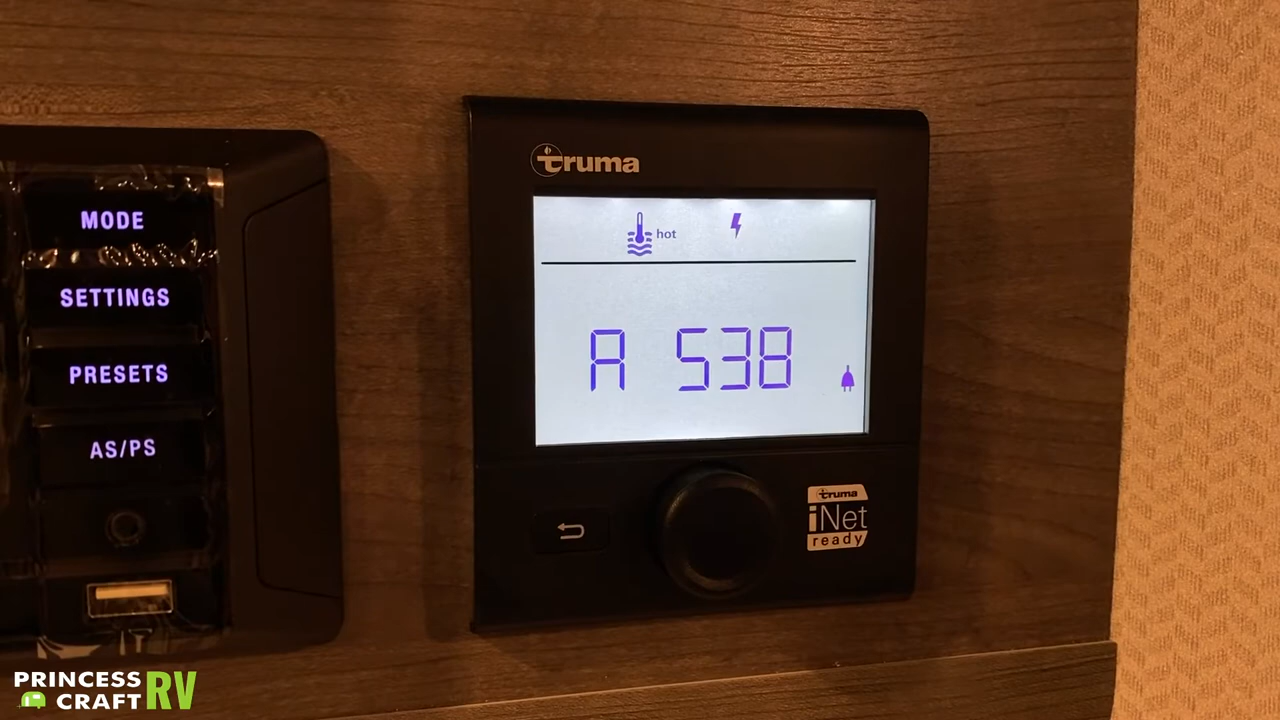 MODE
SETTINGS
PRESETS
AS/PS
truma
hot
A 538
truma
iNet
ready
PRINCESS
CRAFT RV